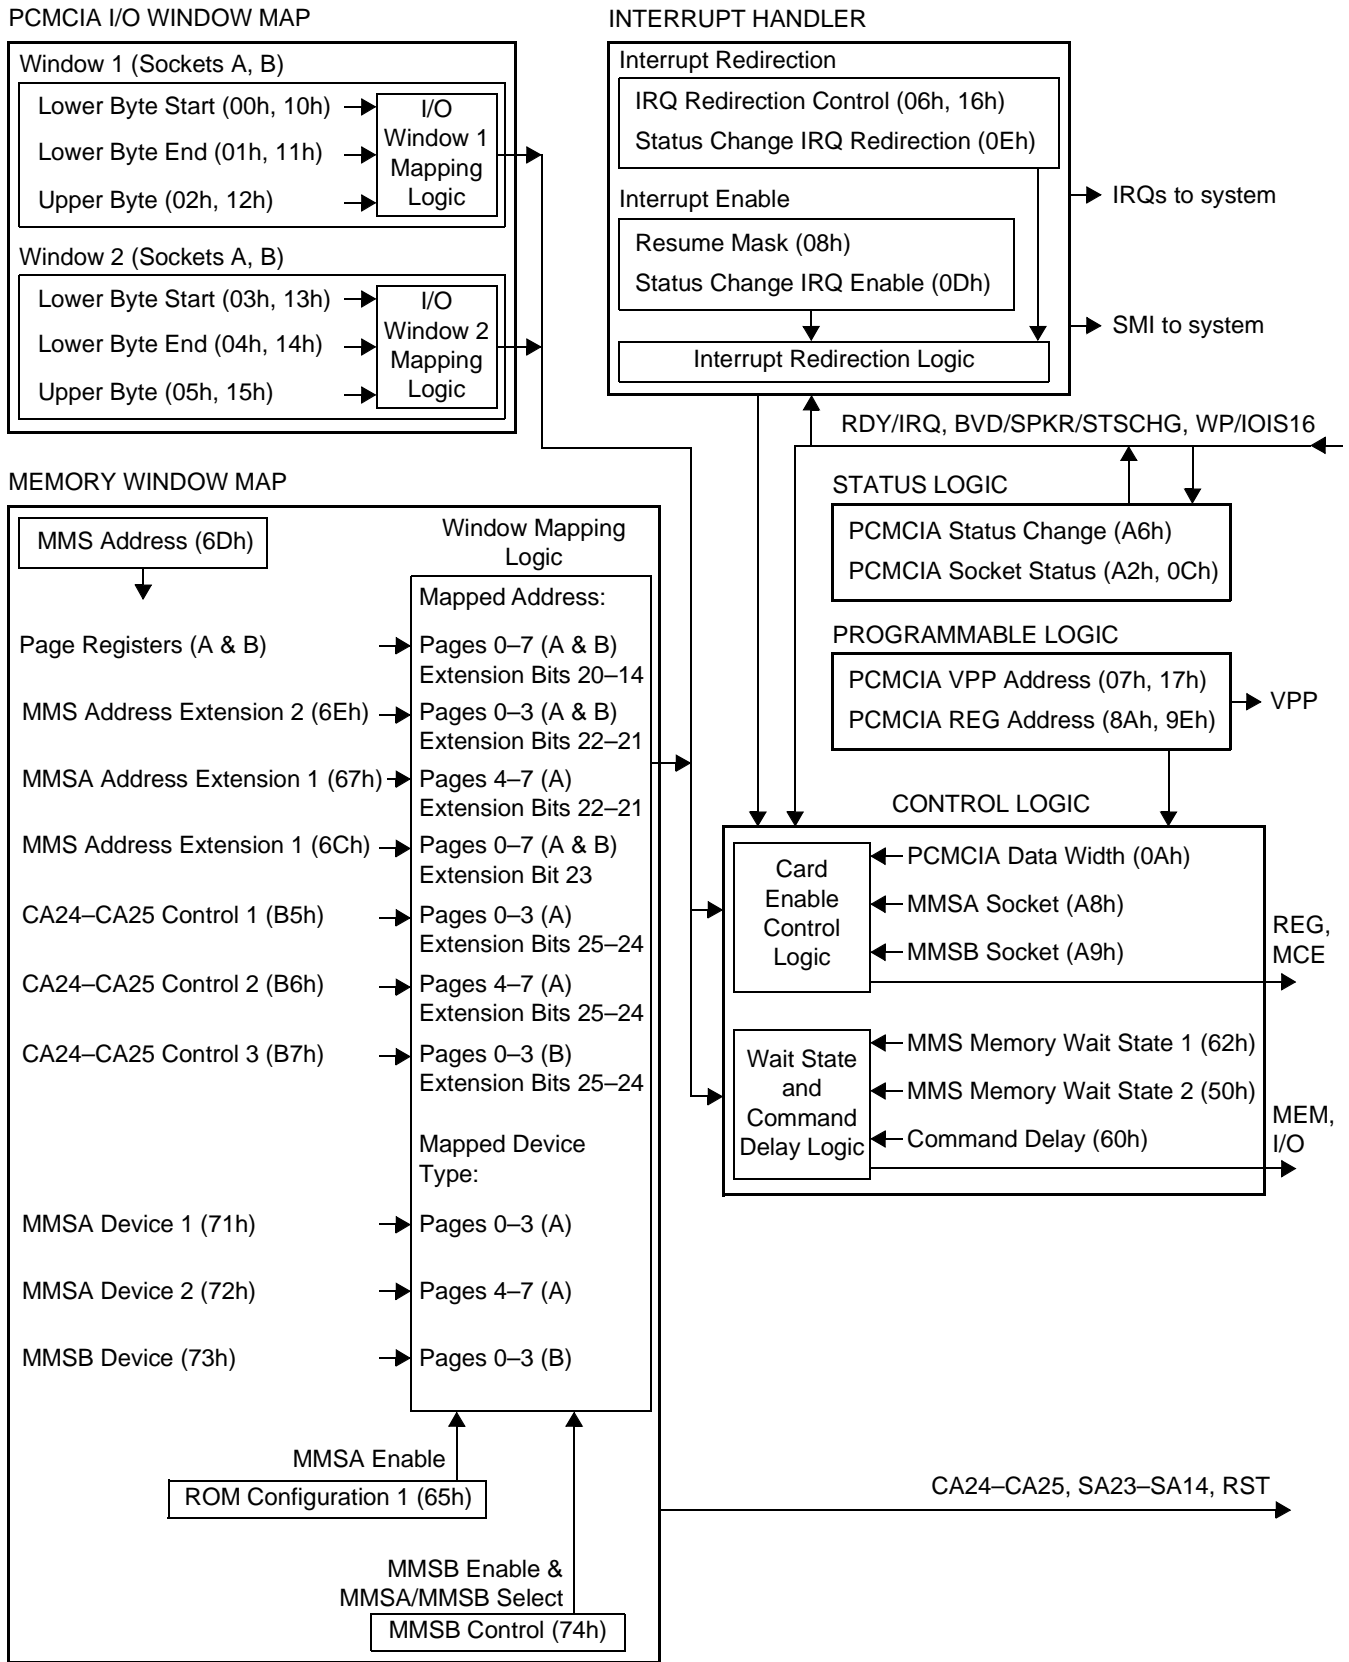 PCMCIA I/O WINDOW MAP
Window 1 (Sockets A, B)
Lower Byte Start (00h, 10h)
Lower Byte End (01h, 11h)
Upper Byte (02h, 12h)
I/O
Window 1
Mapping
Logic
Window 2 (Sockets A, B)
Lower Byte Start (03h, 13h)
Lower Byte End (04h, 14h)
Upper Byte (05h, 15h)
I/O
Window 2
Mapping
Logic
INTERRUPT HANDLER
Interrupt Redirection
IRQ Redirection Control (06h, 16h)
Status Change IRQ Redirection (0Eh)
Interrupt Enable
Resume Mask (08h)
Status Change IRQ Enable (0Dh)
Interrupt Redirection Logic
IRQs to system
SMI to system
RDY/IRQ, BVD/SPKR/STSCHG, WP/IOIS16
STATUS LOGIC
PCMCIA Status Change (A6h)
PCMCIA Socket Status (A2h, 0Ch)
PROGRAMMABLE LOGIC
PCMCIA VPP Address (07h, 17h)
PCMCIA REG Address (8Ah, 9Eh)
VPP
MEMORY WINDOW MAP
MMS Address (6Dh)
Window Mapping
Logic
Mapped Address:
Page Registers (A & B)
Pages 0–7 (A & B)
Extension Bits 20–14
MMS Address Extension 2 (6Eh)
Pages 0–3 (A & B)
Extension Bits 22–21
MMSA Address Extension 1 (67h)
Pages 4–7 (A)
Extension Bits 22–21
MMS Address Extension 1 (6Ch)
Pages 0–7 (A & B)
Extension Bit 23
CA24–CA25 Control 1 (B5h)
Pages 0–3 (A)
Extension Bits 25–24
CA24–CA25 Control 2 (B6h)
Pages 4–7 (A)
Extension Bits 25–24
CA24–CA25 Control 3 (B7h)
Pages 0–3 (B)
Extension Bits 25–24
Mapped Device
Type:
MMSA Device 1 (71h)
Pages 0–3 (A)
MMSA Device 2 (72h)
Pages 4–7 (A)
MMSB Device (73h)
Pages 0–3 (B)
MMSA Enable
ROM Configuration 1 (65h)
MMSB Enable &
MMSA/MMSB Select
MMSB Control (74h)
CONTROL LOGIC
Card
Enable
Control
Logic
PCMCIA Data Width (0Ah)
MMSA Socket (A8h)
MMSB Socket (A9h)
REG,
MCE
Wait State
and
Command
Delay Logic
MMS Memory Wait State 1 (62h)
MMS Memory Wait State 2 (50h)
Command Delay (60h)
MEM,
I/O
CA24–CA25, SA23–SA14, RST